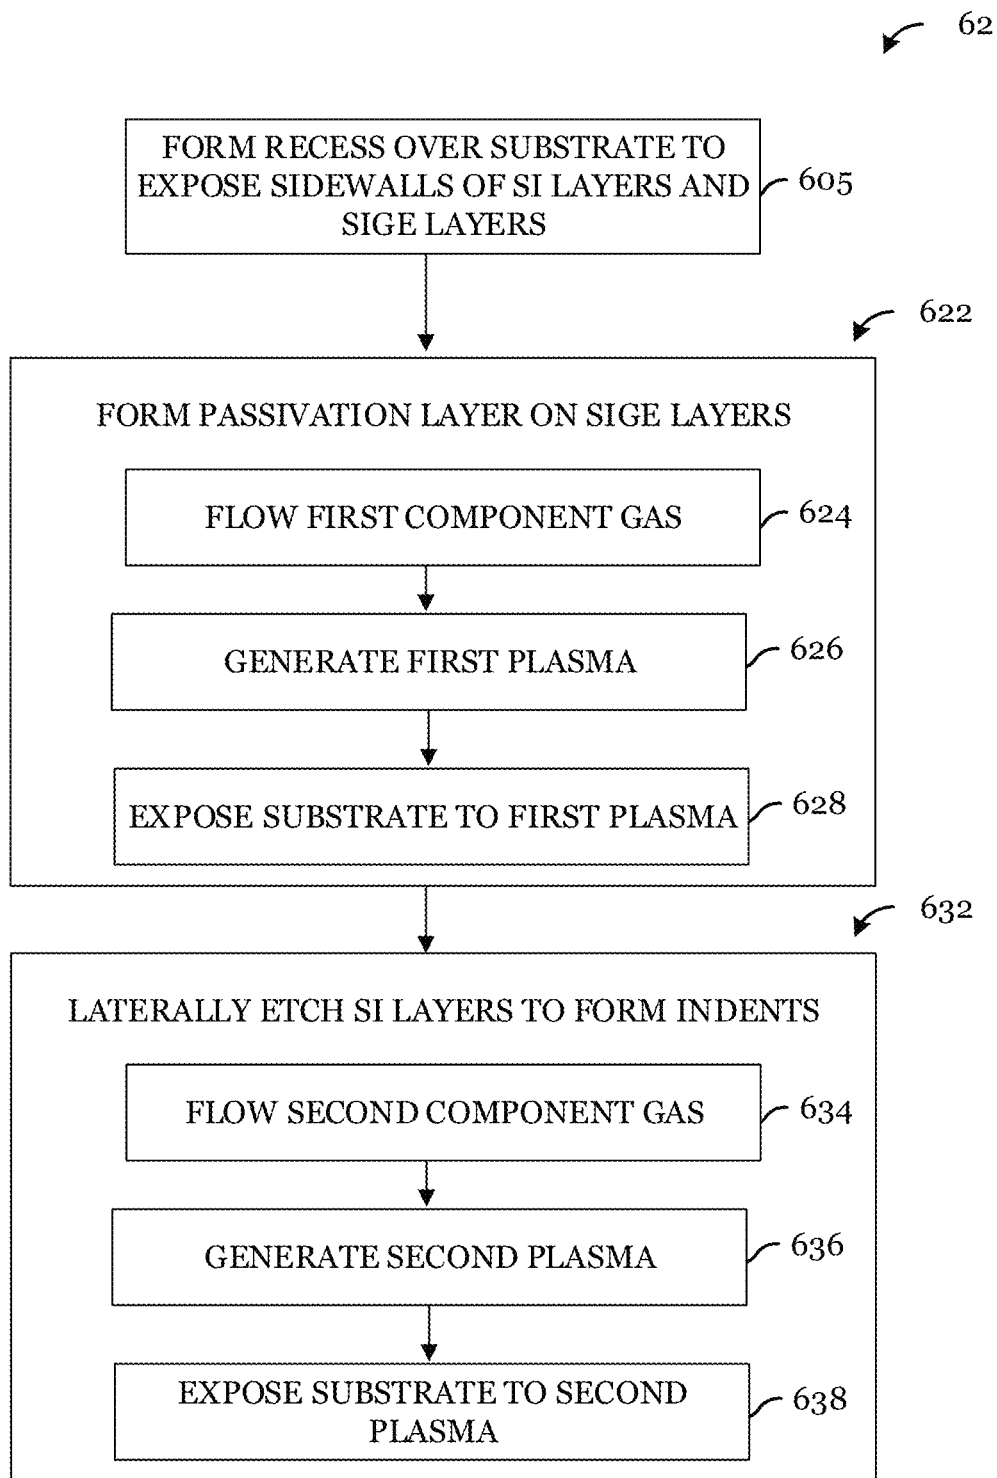 62
FORM RECESS OVER SUBSTRATE TO
EXPOSE SIDEWALLS OF SI LAYERS AND
SIGE LAYERS
605
622
FORM PASSIVATION LAYER ON SIGE LAYERS
FLOW FIRST COMPONENT GAS
624
GENERATE FIRST PLASMA
626
EXPOSE SUBSTRATE TO FIRST PLASMA
628
632
LATERALLY ETCH SI LAYERS TO FORM INDENTS
FLOW SECOND COMPONENT GAS
634
GENERATE SECOND PLASMA
636
EXPOSE SUBSTRATE TO SECOND
PLASMA
638